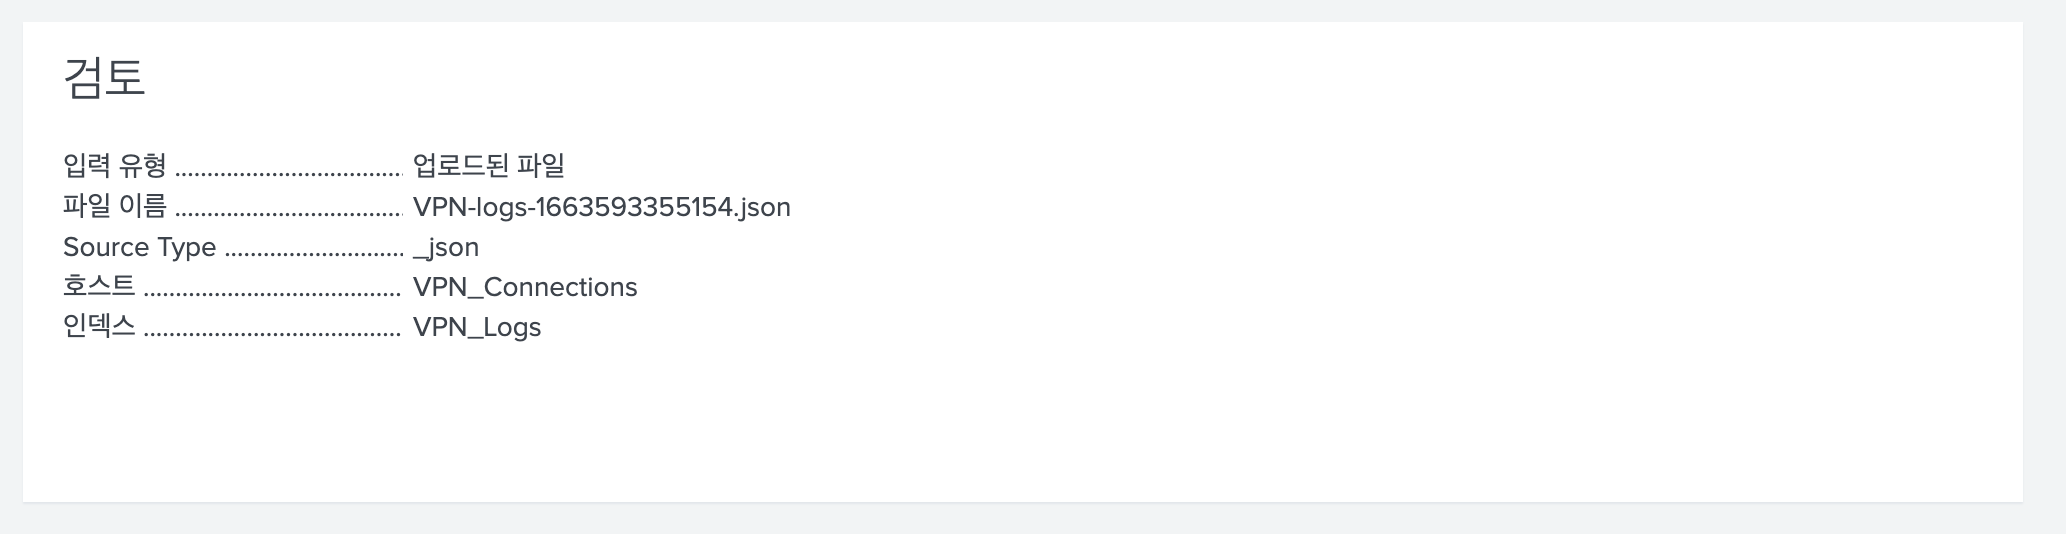 검토
입력 유형 ........................................ 업로드된 파일
파일 이름 ........................................ VPN-logs-1663593355154.json
Source Type ................................ _json
호스트 ............................................. VPN_Connections
인덱스 ............................................. VPN_Logs